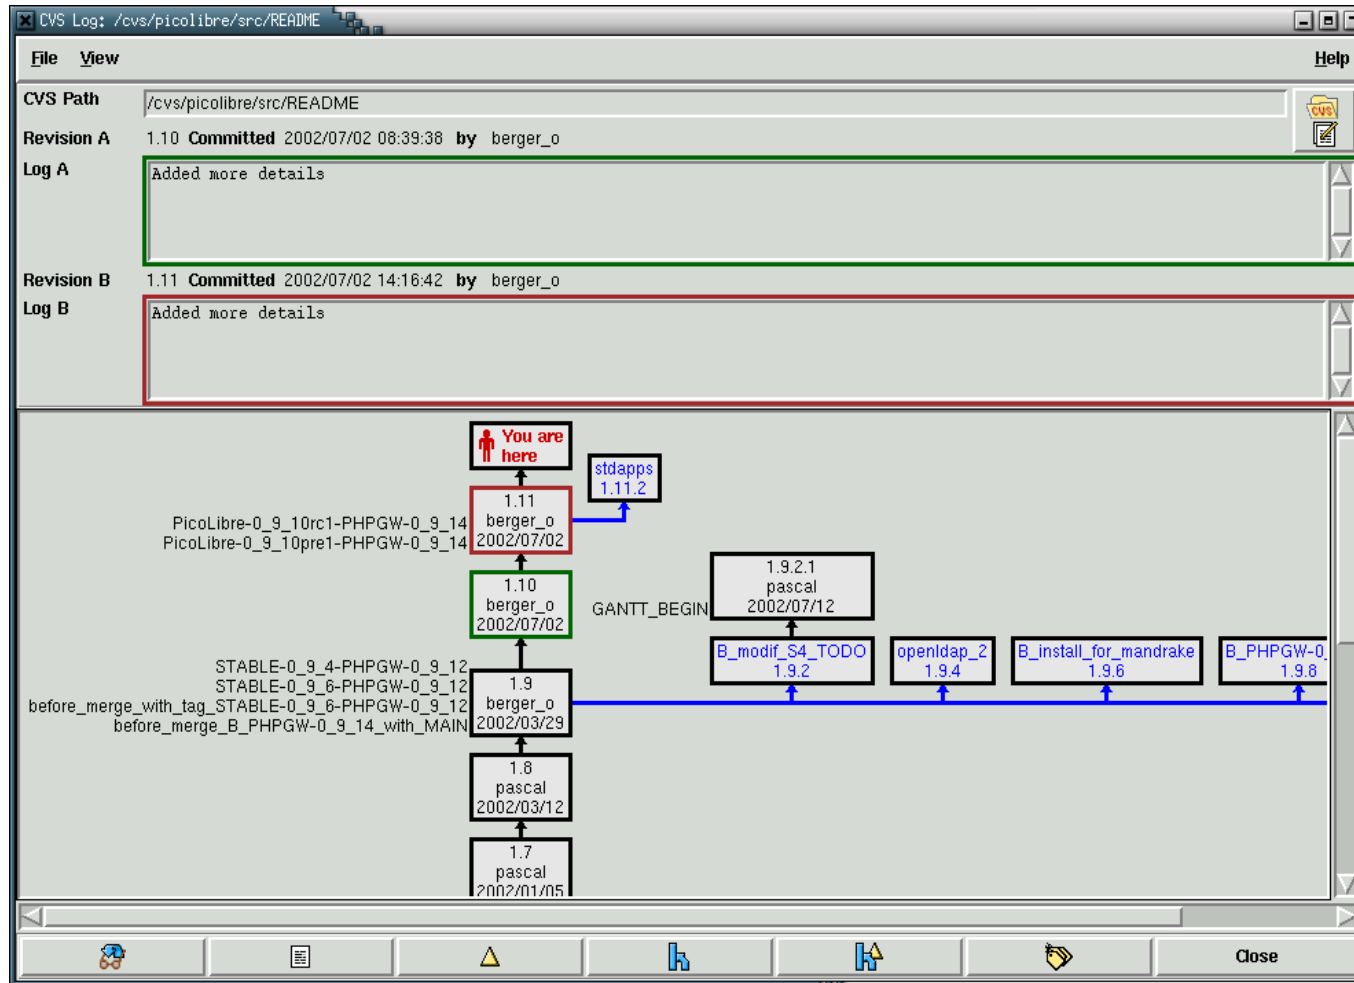 CVS Log: /cvs/picolibre/src/README
File View Help
CVS Path /cvs/picolibre/src/README
CVS
Revision A 1.10 Committed 2002/07/02 08:39:38 by berger_o
Log A Added more details
Revision B 1.11 Committed 2002/07/02 14:16:42 by berger_o
Log B Added more details
You are
here
stdapps
1.11.2
1.11
PicoLibre-0_9_10rc1-PHPGW-0_9_14 berger_o
PicoLibre-0_9_10pre1-PHPGW-0_9_14 2002/07/02
1.9.2.1
pascal
GANTT_BEGIN 2002/07/12
1.10
berger_o
2002/07/02
B_modif_S4_TODO
1.9.2
openldap_2
1.9.4
B_install_for_mandrake
1.9.6
B_PHPGW-0_
1.9.8
STABLE-0_9_4-PHPGW-0_9_12
STABLE-0_9_6-PHPGW-0_9_12 1.9
before_merge_with_tag_STABLE-0_9_6-PHPGW-0_9_12 berger_o
before_merge_B_PHPGW-0_9_14_with_MAIN 2002/03/29
1.8
pascal
2002/03/12
1.7
pascal
2002/01/05
Close